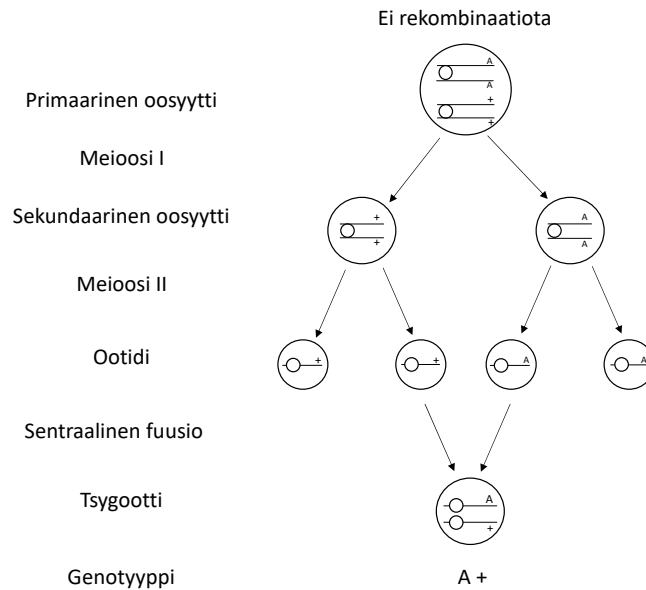 Ei rekombinaatiota
A
Primaarinen oosyytti
A
+
+
Meioosi I
Sekundaarinen oosyytti
+ A
+ A
Meioosi II
Ootidi
+ + A A
Sentraalinen fuusio
Tsygootti
A
+
Genotyyppi
A +